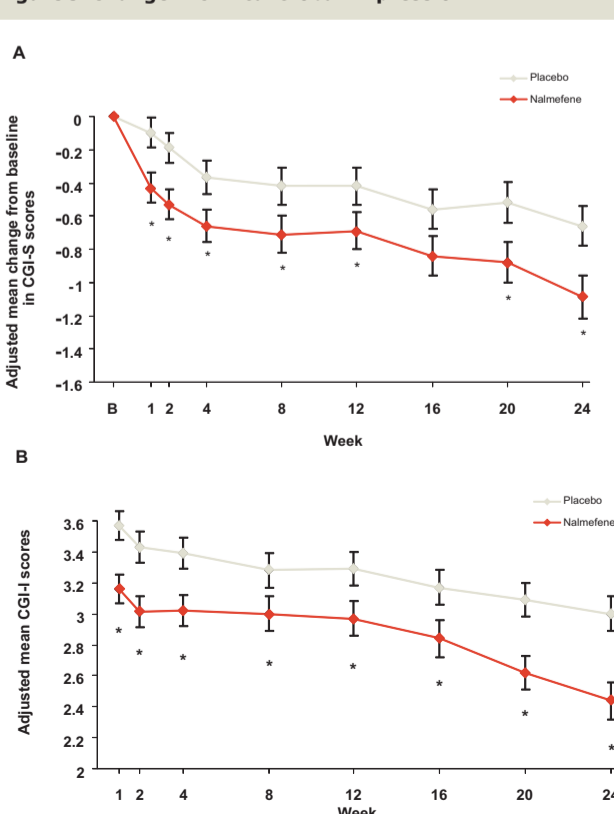 A
Placebo
Nalmefene
Adjusted mean change from baseline
in CGI-S scores
0
-0.2
-0.4
-0.6
-0.8
-1
-1.2
-1.4
-1.6
* * * * * * *
B 1 2 4 8 12 16 20 24
Week
B
Placebo
Nalmefene
Adjusted mean CGI-I scores
3.6
3.4
3.2
3
2.8
2.6
2.4
2.2
2
* * * * * * * *
1 2 4 8 12 16 20 24
Week